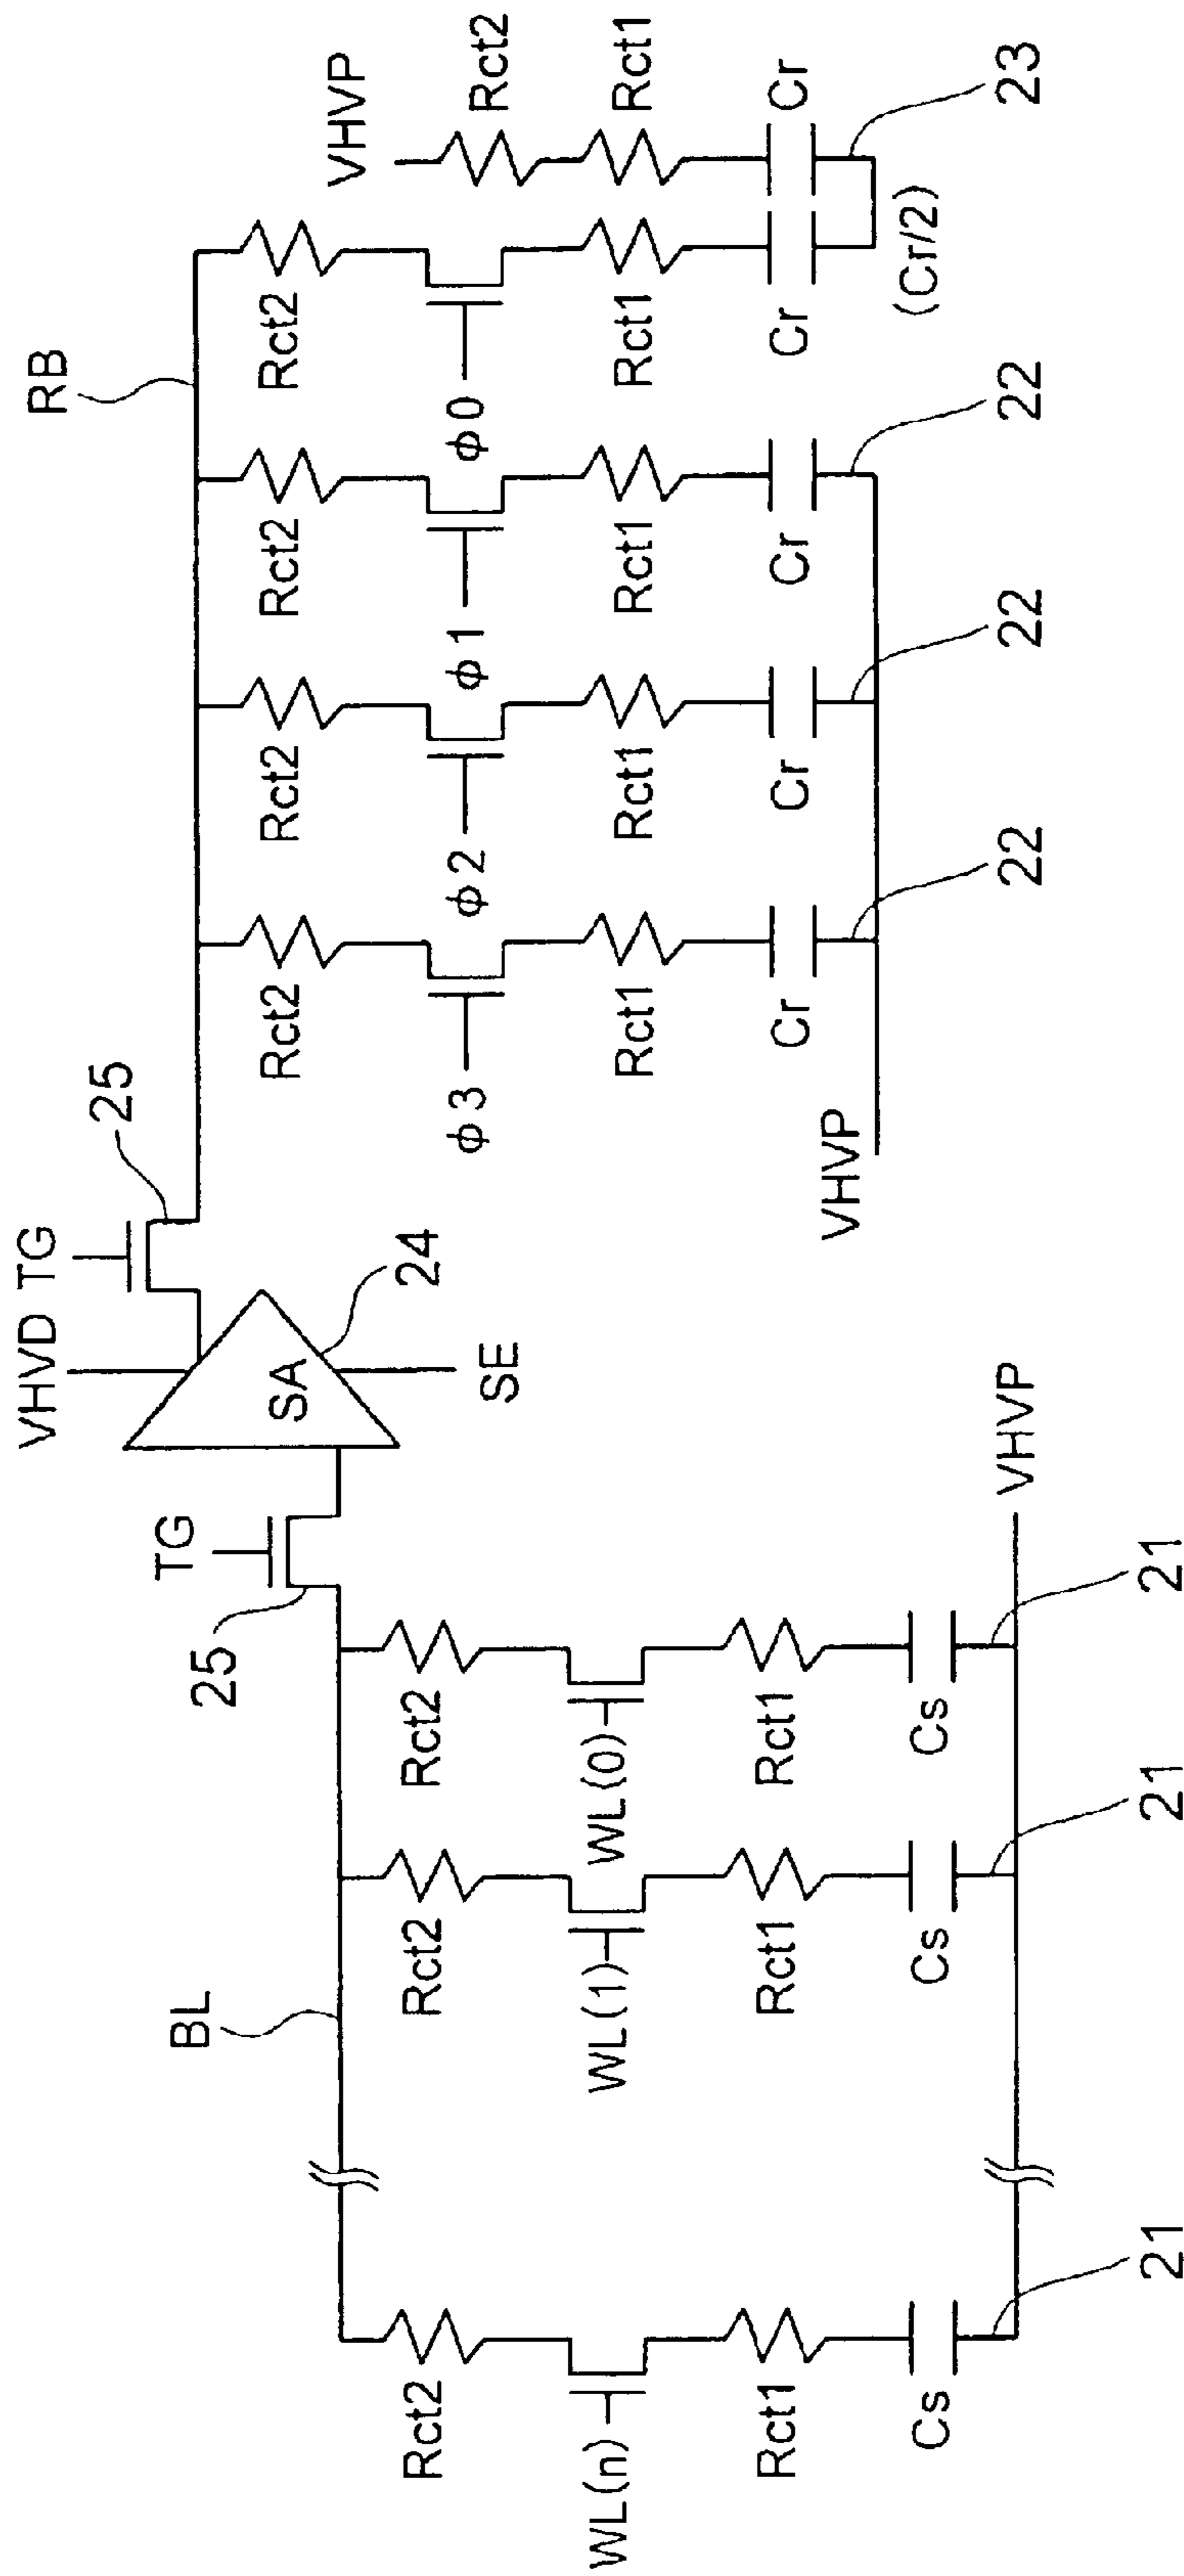 VHVD TG
25
RB
VHVP
TG
25
SA
24
SE
BL
Rct2
Rct2
Rct2
Rct2
Rct2
φ3
φ2
φ1
φ0
Rct1
Rct1
Rct1
Rct1
Rct1
Cr
Cr
Cr
Cr
Cr
(Cr/2)
VHVP
22
22
22
23
Rct2
Rct2
Rct2
WL(n)
WL(1)
WL(0)
Rct1
Rct1
Rct1
Cs
Cs
Cs
VHVP
21
21
21